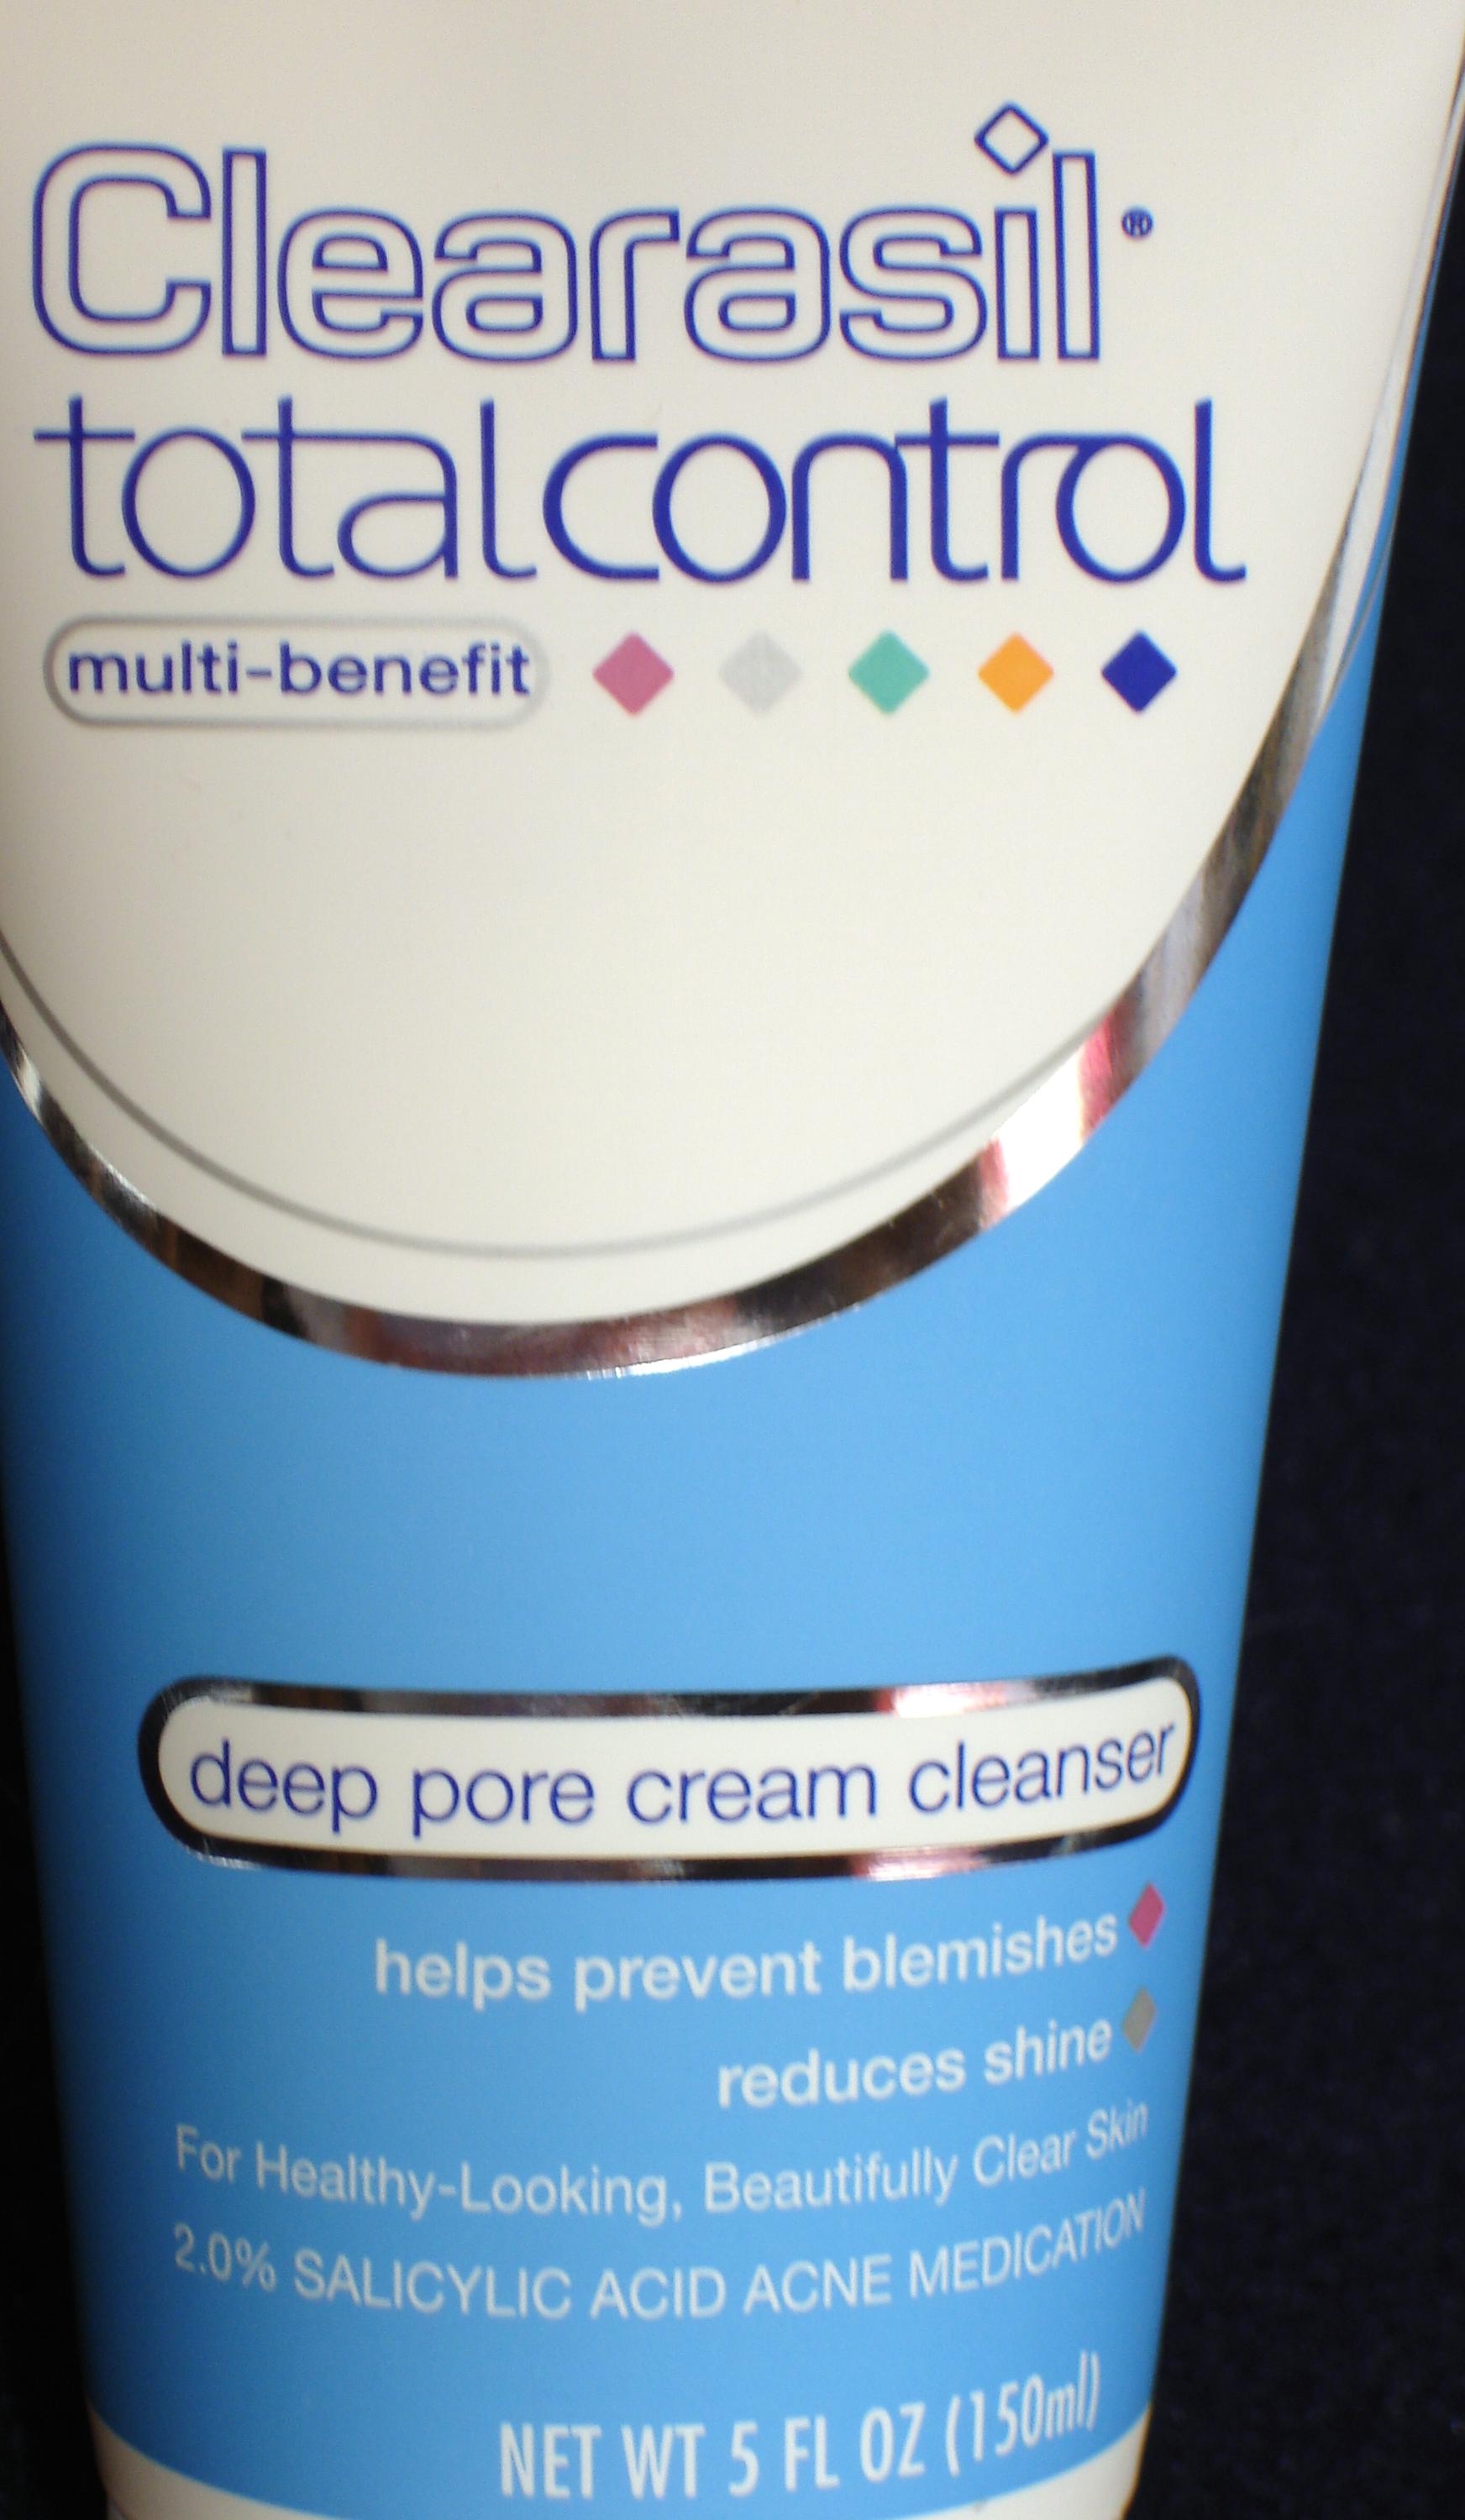 Clearasil®
totalcontrol
multi-benefit
deep pore cream cleanser
helps prevent blemishes
reduces shine
For Healthy-Looking, Beautifully Clear Skin
2.0% SALICYLIC ACID ACNE MEDICATION
NET WT 5 FL OZ (150ml)